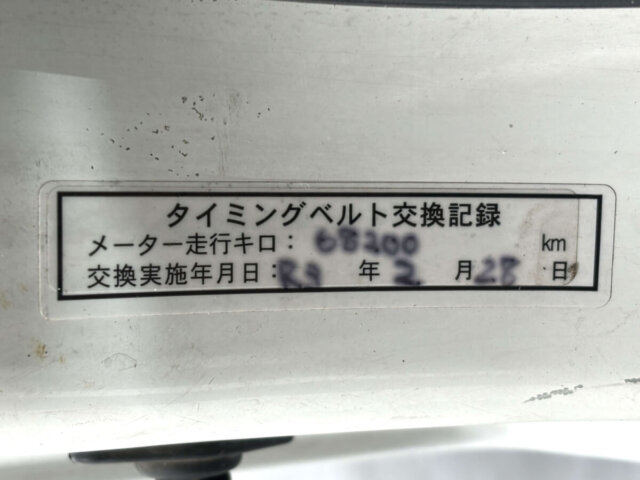 タイミングベルト交換記録
メーター走行キロ： 68200 km
交換実施年月日： 年 2 月 28 日